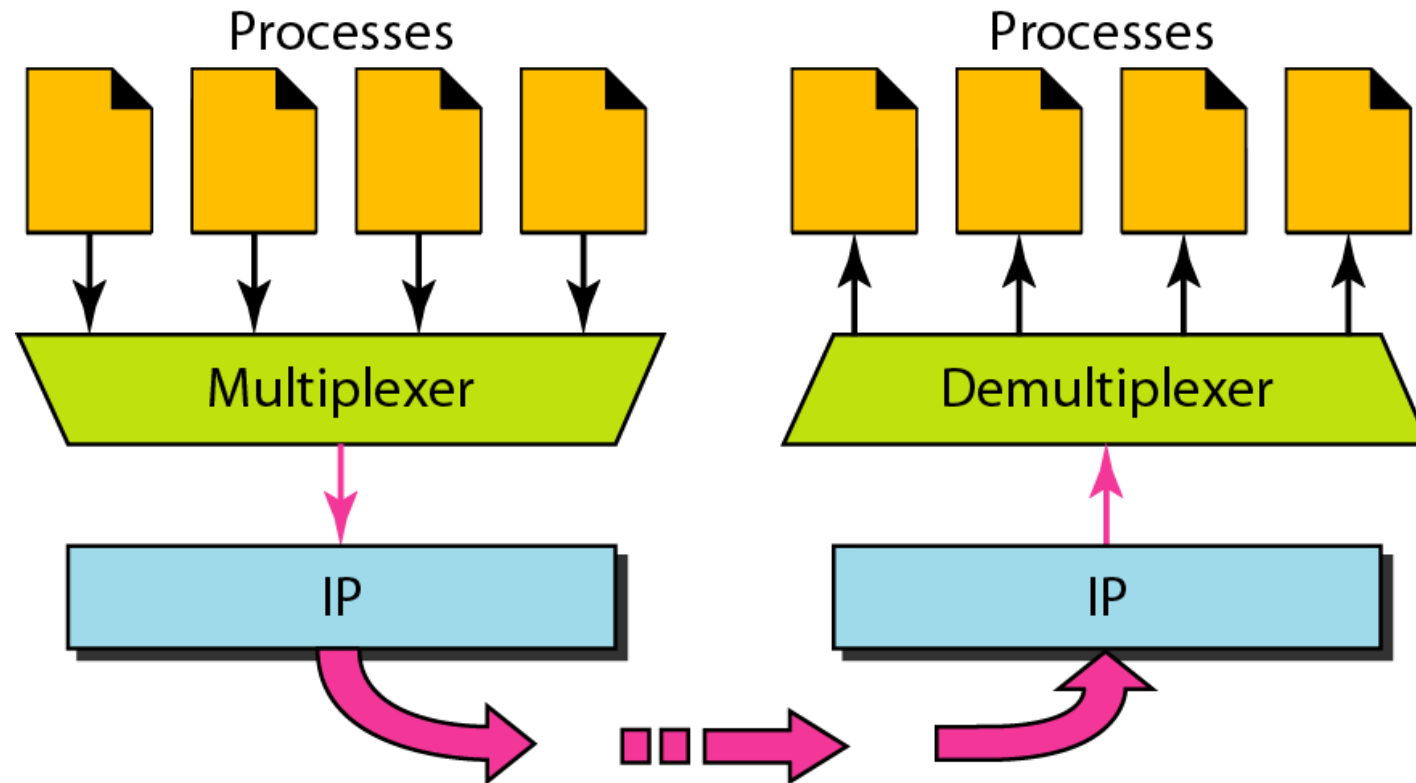 Processes
Processes
Multiplexer
Demultiplexer
IP
IP